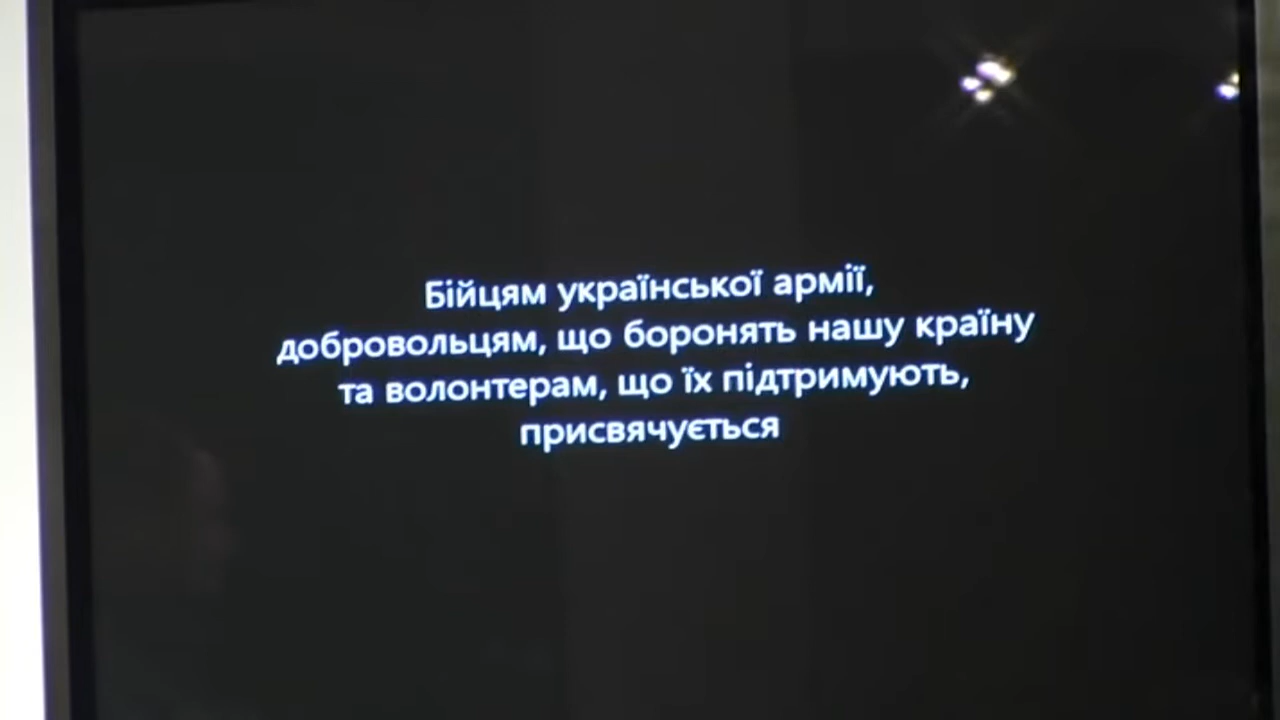 Бійцям української армії,
добровольцям, що боронять нашу країну
та волонтерам, що їх підтримують,
присвячується